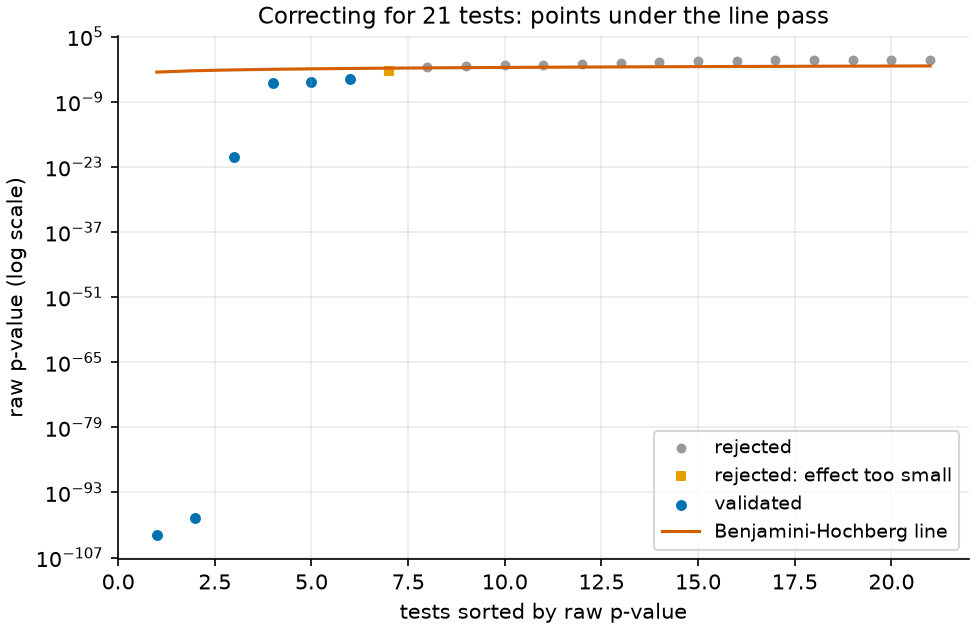 Correcting for 21 tests: points under the line pass
raw p-value (log scale)
10^5
10^−9
10^−23
10^−37
10^−51
10^−65
10^−79
10^−93
10^−107
0.0 2.5 5.0 7.5 10.0 12.5 15.0 17.5 20.0
tests sorted by raw p-value
rejected
rejected: effect too small
validated
Benjamini-Hochberg line